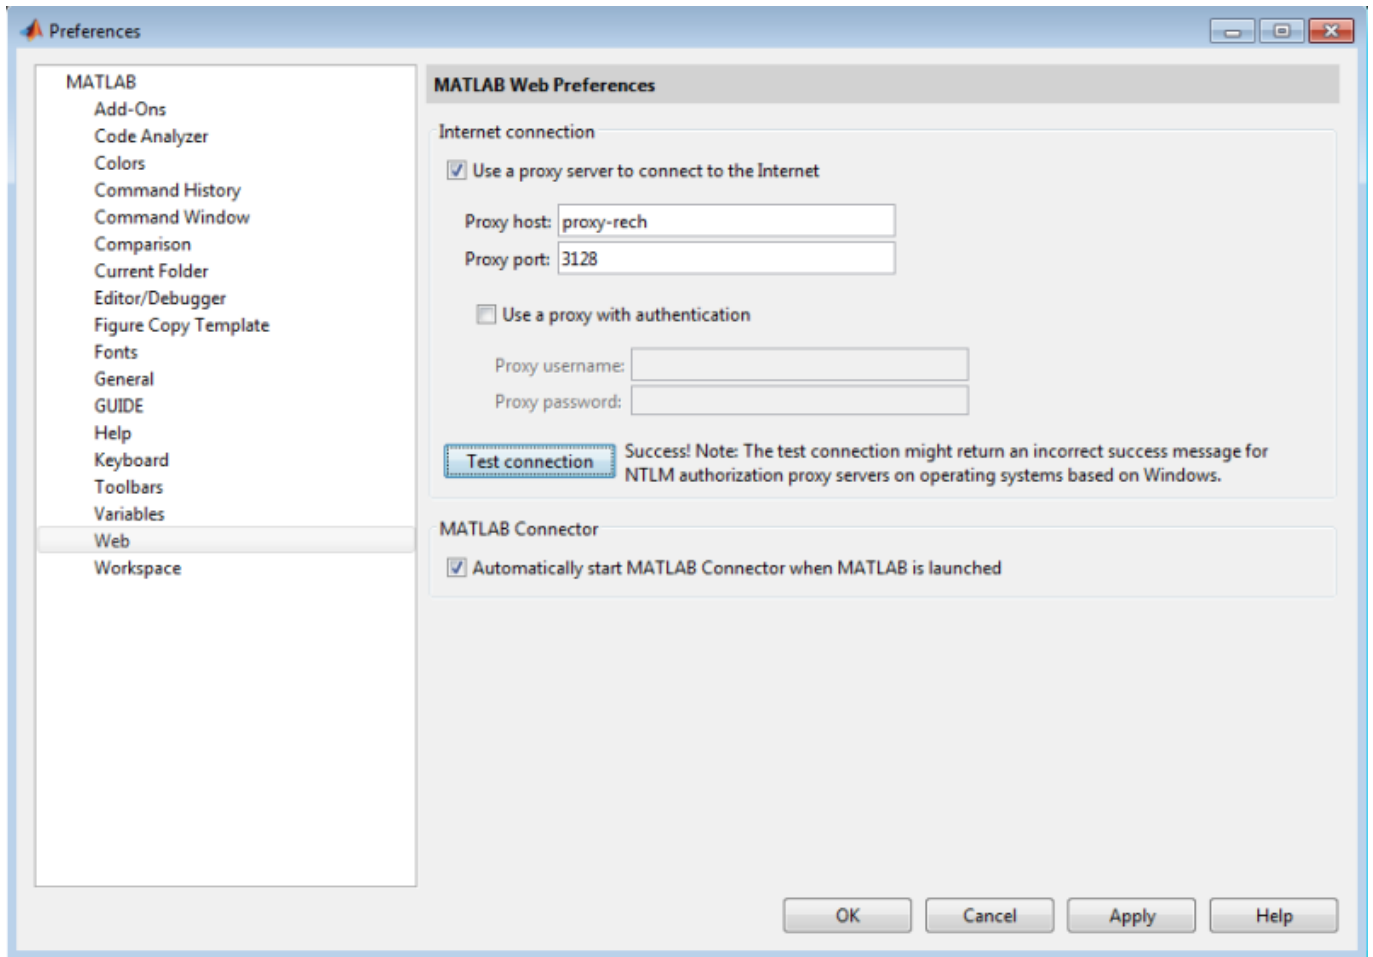 Preferences
MATLAB
Add-Ons
Code Analyzer
Colors
Command History
Command Window
Comparison
Current Folder
Editor/Debugger
Figure Copy Template
Fonts
General
GUIDE
Help
Keyboard
Toolbars
Variables
Web
Workspace
MATLAB Web Preferences
Internet connection
Use a proxy server to connect to the Internet
Proxy host: proxy-rech
Proxy port: 3128
Use a proxy with authentication
Proxy username:
Proxy password:
Test connection
Success! Note: The test connection might return an incorrect success message for
NTLM authorization proxy servers on operating systems based on Windows.
MATLAB Connector
Automatically start MATLAB Connector when MATLAB is launched
OK Cancel Apply Help